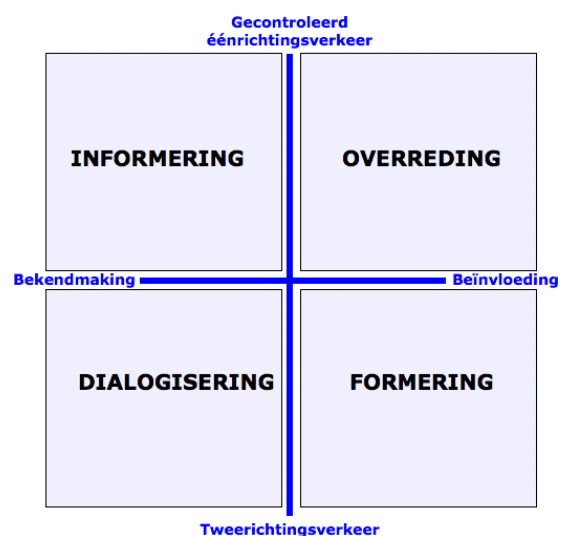 Gecontroleerd
éénrichtingsverkeer
INFORMERING
OVERREDING
Bekendmaking
Beïnvloeding
DIALOGISERING
FORMERING
Tweerichtingsverkeer